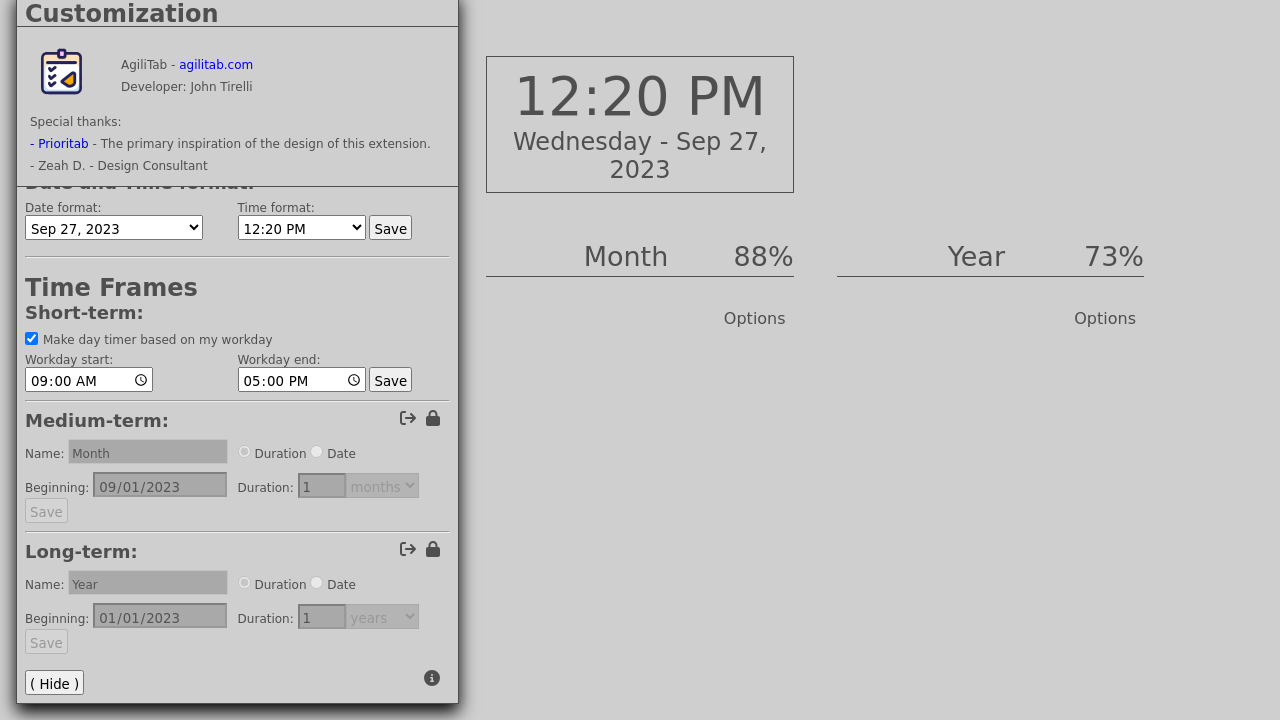 Customization
AgiliTab - agilitab.com
Developer: John Tirelli
Special thanks:
- Prioritab - The primary inspiration of the design of this extension.
- Zeah D. - Design Consultant
Date and Time format:
Date format:
Time format:
Sep 27, 2023
12:20 PM
Save
Time Frames
Short-term:
Make day timer based on my workday
Workday start:
Workday end:
09:00 AM
05:00 PM
Save
Medium-term:
Name: Month
Duration
Date
Beginning: 09/01/2023
Duration: 1 months
Save
Long-term:
Name: Year
Duration
Date
Beginning: 01/01/2023
Duration: 1 years
Save
( Hide )
12:20 PM
Wednesday - Sep 27,
2023
Month 88%
Options
Year 73%
Options